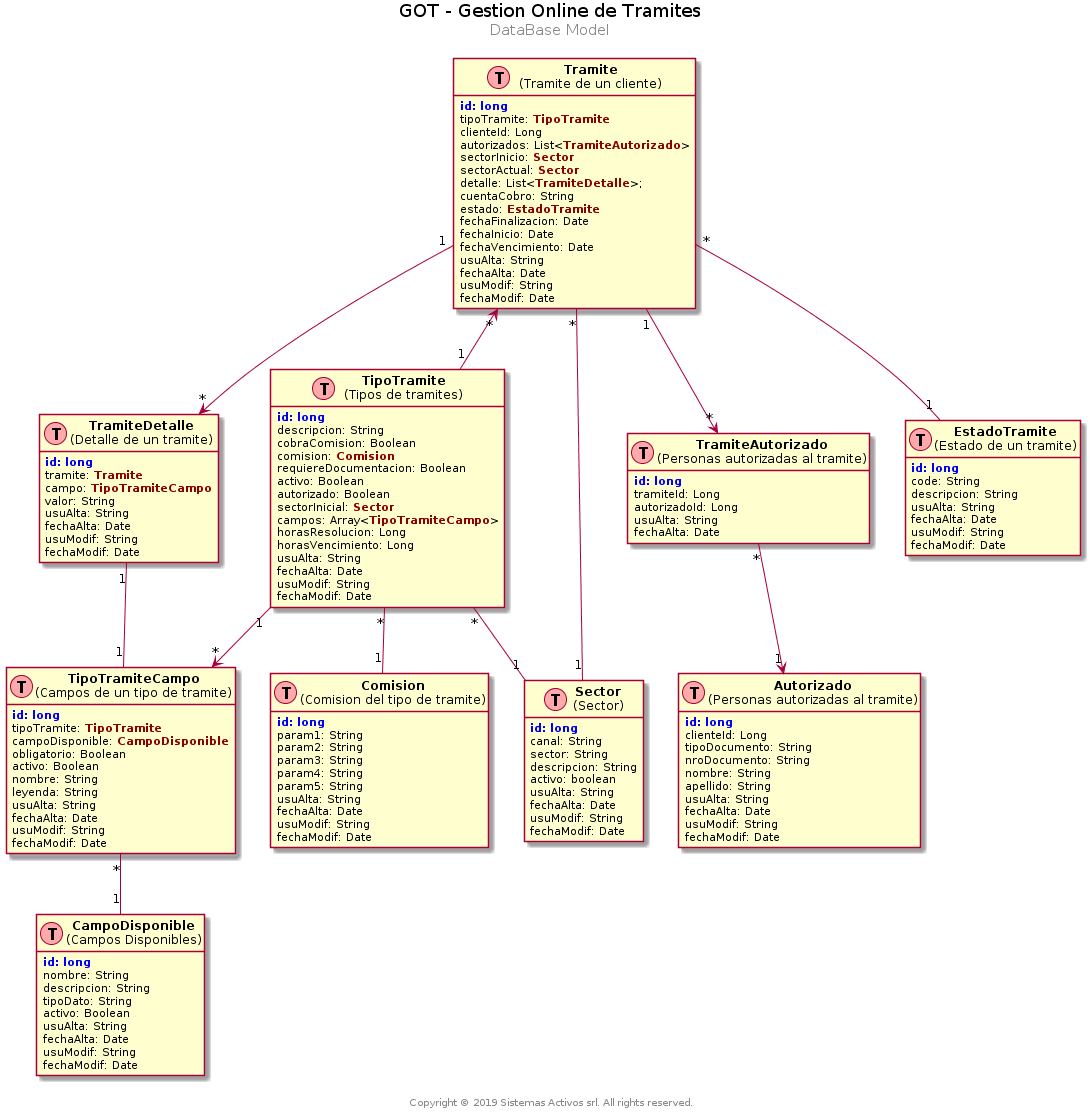 GOT - Gestion Online de Tramites
DataBase Model
T
Tramite
(Tramite de un cliente)
id: long
tipoTramite: TipoTramite
clienteId: Long
autorizados: List<TramiteAutorizado>
sectorInicio: Sector
sectorActual: Sector
detalle: List<TramiteDetalle>;
cuentaCobro: String
estado: EstadoTramite
fechaFinalizacion: Date
fechaInicio: Date
fechaVencimiento: Date
usuAlta: String
fechaAlta: Date
usuModif: String
fechaModif: Date
1
*
*
*
1
1
*
*
*
1
T
TramiteDetalle
(Detalle de un tramite)
id: long
tramite: Tramite
campo: TipoTramiteCampo
valor: String
usuAlta: String
fechaAlta: Date
usuModif: String
fechaModif: Date
T
TipoTramite
(Tipos de tramites)
id: long
descripcion: String
cobraComision: Boolean
comision: Comision
requiereDocumentacion: Boolean
activo: Boolean
autorizado: Boolean
sectorInicial: Sector
campos: Array<TipoTramiteCampo>
horasResolucion: Long
horasVencimiento: Long
usuAlta: String
fechaAlta: Date
usuModif: String
fechaModif: Date
T
TramiteAutorizado
(Personas autorizadas al tramite)
id: long
tramiteId: Long
autorizadoId: Long
usuAlta: String
fechaAlta: Date
T
EstadoTramite
(Estado de un tramite)
id: long
code: String
descripcion: String
usuAlta: String
fechaAlta: Date
usuModif: String
fechaModif: Date
1
1
1
*
*
1
*
1
1
*
1
T
TipoTramiteCampo
(Campos de un tipo de tramite)
id: long
tipoTramite: TipoTramite
campoDisponible: CampoDisponible
obligatorio: Boolean
activo: Boolean
nombre: String
leyenda: String
usuAlta: String
fechaAlta: Date
usuModif: String
fechaModif: Date
T
Comision
(Comision del tipo de tramite)
id: long
param1: String
param2: String
param3: String
param4: String
param5: String
usuAlta: String
fechaAlta: Date
usuModif: String
fechaModif: Date
T
Sector
(Sector)
id: long
canal: String
sector: String
descripcion: String
activo: boolean
usuAlta: String
fechaAlta: Date
usuModif: String
fechaModif: Date
T
Autorizado
(Personas autorizadas al tramite)
id: long
clienteId: Long
tipoDocumento: String
nroDocumento: String
nombre: String
apellido: String
usuAlta: String
fechaAlta: Date
usuModif: String
fechaModif: Date
*
1
T
CampoDisponible
(Campos Disponibles)
id: long
nombre: String
descripcion: String
tipoDato: String
activo: Boolean
usuAlta: String
fechaAlta: Date
usuModif: String
fechaModif: Date
Copyright © 2019 Sistemas Activos srl. All rights reserved.